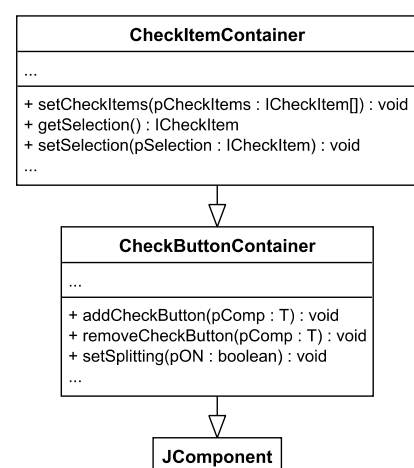 CheckItemContainer
...
+ setCheckItems(pCheckItems : ICheckItem[]) : void
+ getSelection() : ICheckItem
+ setSelection(pSelection : ICheckItem) : void
...
CheckButtonContainer
...
+ addCheckButton(pComp : T) : void
+ removeCheckButton(pComp : T) : void
+ setSplitting(pON : boolean) : void
...
JComponent